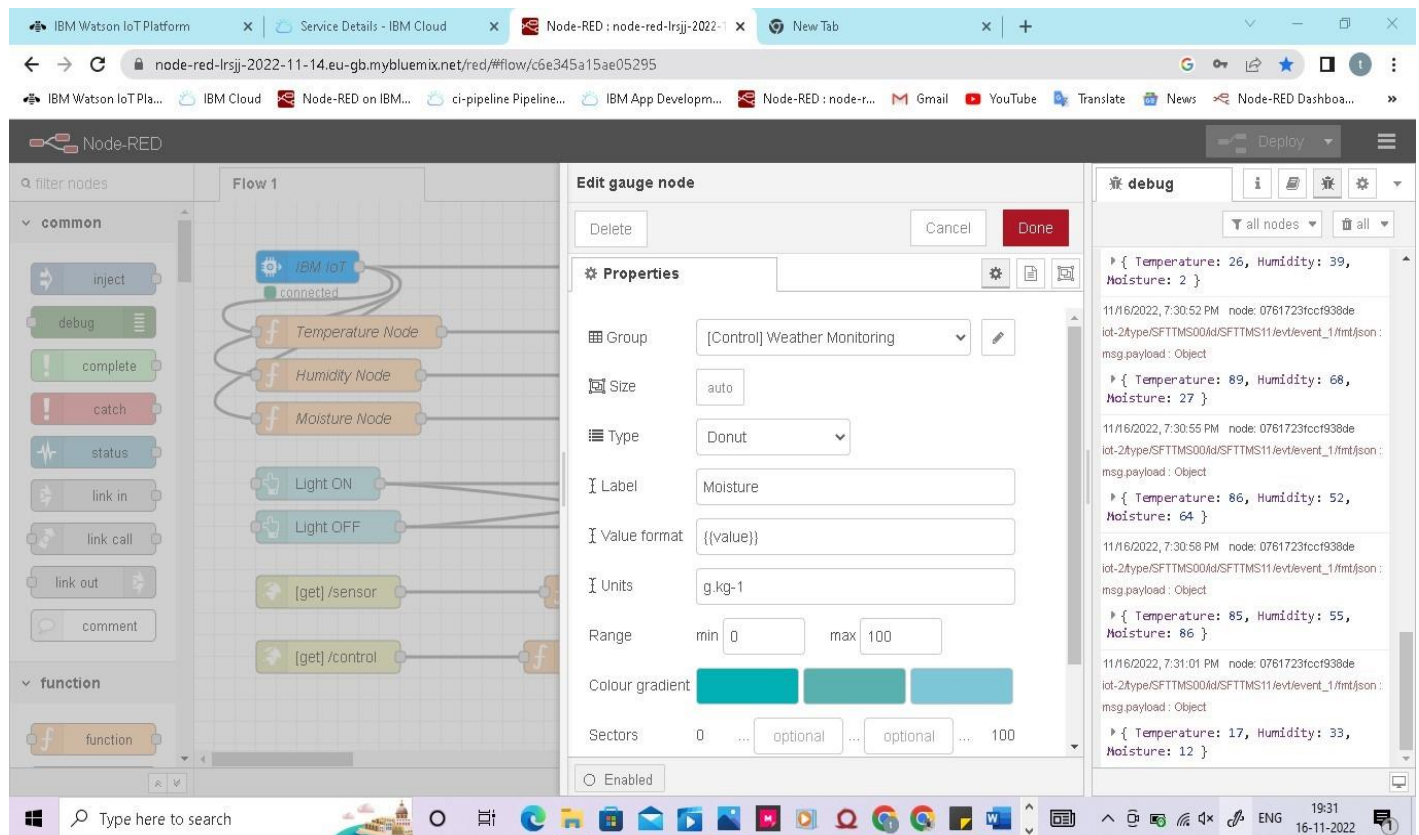 IBM Watson IoT Platform
Service Details - IBM Cloud
Node-RED : node-red-lrsjj-2022-1
New Tab
node-red-lrsjj-2022-11-14.eu-gb.mybluemix.net/red/#flow/c6e345a15ae05295
IBM Watson IoT Pla...
IBM Cloud
Node-RED on IBM...
ci-pipeline Pipeline...
IBM App Developm...
Node-RED : node-r...
Gmail
YouTube
Translate
News
Node-RED Dashboa...
Node-RED
Deploy
filter nodes
common
inject
debug
complete
catch
status
link in
link call
link out
comment
function
function
Flow 1
IBM IoT
connected
Temperature Node
Humidity Node
Moisture Node
Light ON
Light OFF
[get] /sensor
[get] /control
Edit gauge node
Delete
Cancel
Done
Properties
Group
[Control] Weather Monitoring
Size
auto
Type
Donut
Label
Moisture
Value format
{{value}}
Units
g.kg-1
Range min 0 max 100
Colour gradient
Sectors 0 ... optional ... optional ... 100
Enabled
debug
all nodes
all
{ Temperature: 26, Humidity: 39,
Moisture: 2 }
11/16/2022, 7:30:52 PM node: 0761723fccf938de
iot-2/type/SFTTMS00/id/SFTTMS11/evt/event_1/fmt/json :
msg.payload : Object
{ Temperature: 89, Humidity: 68,
Moisture: 27 }
11/16/2022, 7:30:55 PM node: 0761723fccf938de
iot-2/type/SFTTMS00/id/SFTTMS11/evt/event_1/fmt/json :
msg.payload : Object
{ Temperature: 86, Humidity: 52,
Moisture: 64 }
11/16/2022, 7:30:58 PM node: 0761723fccf938de
iot-2/type/SFTTMS00/id/SFTTMS11/evt/event_1/fmt/json :
msg.payload : Object
{ Temperature: 85, Humidity: 55,
Moisture: 86 }
11/16/2022, 7:31:01 PM node: 0761723fccf938de
iot-2/type/SFTTMS00/id/SFTTMS11/evt/event_1/fmt/json :
msg.payload : Object
{ Temperature: 17, Humidity: 33,
Moisture: 12 }
Type here to search
ENG
19:31
16-11-2022